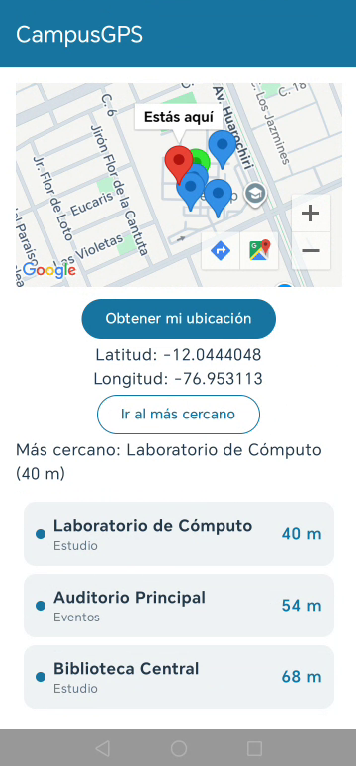 CampusGPS
C. 6
Av. Huarochirí
C. Los Jazmines
Estás aquí
Jirón Flor de la Cantuta
Jr. Flor de Loto
Eucaris
Las Violetas
Google
Obtener mi ubicación
Latitud: -12.0444048
Longitud: -76.953113
Ir al más cercano
Más cercano: Laboratorio de Cómputo
(40 m)
Laboratorio de Cómputo
40 m
Estudio
Auditorio Principal
54 m
Eventos
Biblioteca Central
68 m
Estudio